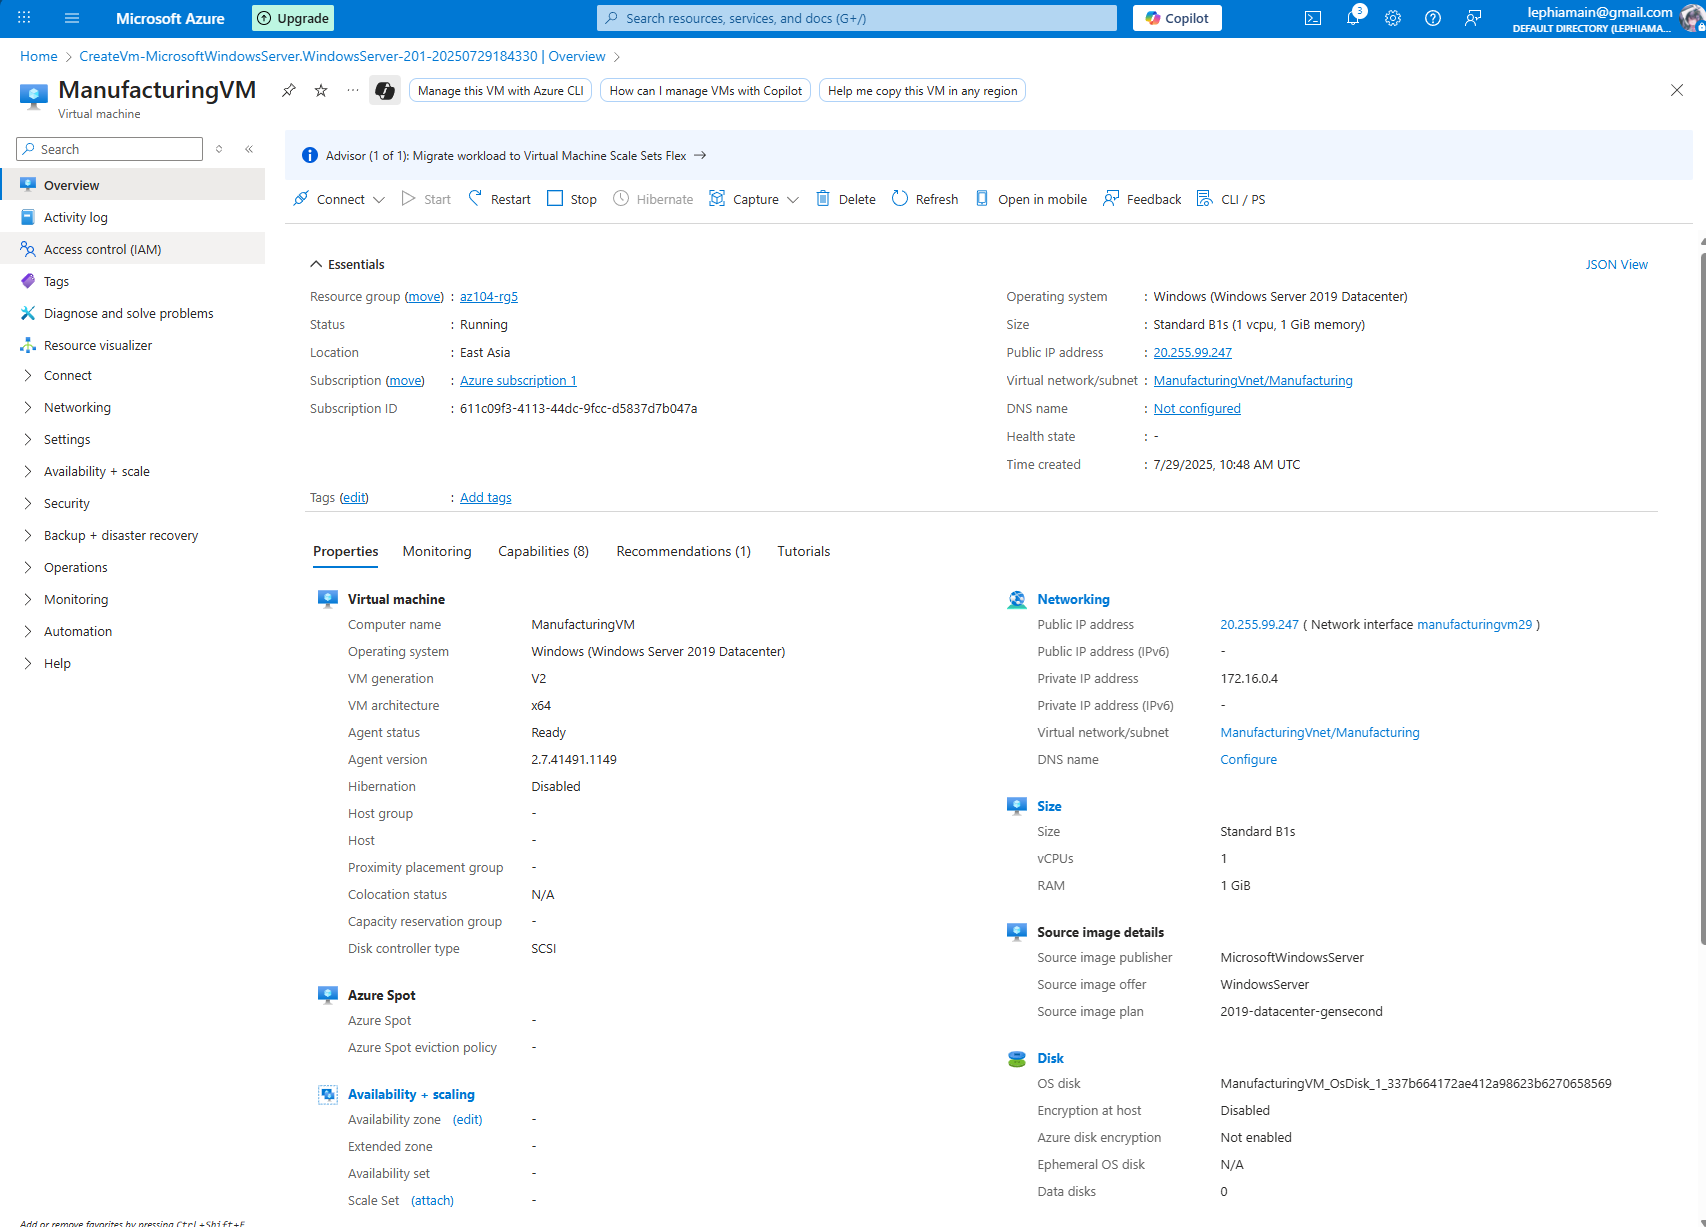 Microsoft Azure
Upgrade
Search resources, services, and docs (G+/)
Copilot
3
lephiamain@gmail.com
DEFAULT DIRECTORY (LEPHIAMA...
Home > CreateVm-MicrosoftWindowsServer.WindowsServer-201-20250729184330 | Overview >
ManufacturingVM
Virtual machine
Manage this VM with Azure CLI
How can I manage VMs with Copilot
Help me copy this VM in any region
Search
Overview
Activity log
Access control (IAM)
Tags
Diagnose and solve problems
Resource visualizer
Connect
Networking
Settings
Availability + scale
Security
Backup + disaster recovery
Operations
Monitoring
Automation
Help
Add or remove favorites by pressing Ctrl+Shift+F
Advisor (1 of 1): Migrate workload to Virtual Machine Scale Sets Flex →
Connect
Start
Restart
Stop
Hibernate
Capture
Delete
Refresh
Open in mobile
Feedback
CLI / PS
Essentials
JSON View
Resource group (move) : az104-rg5
Status : Running
Location : East Asia
Subscription (move) : Azure subscription 1
Subscription ID : 611c09f3-4113-44dc-9fcc-d5837d7b047a
Operating system : Windows (Windows Server 2019 Datacenter)
Size : Standard B1s (1 vcpu, 1 GiB memory)
Public IP address : 20.255.99.247
Virtual network/subnet : ManufacturingVnet/Manufacturing
DNS name : Not configured
Health state : -
Time created : 7/29/2025, 10:48 AM UTC
Tags (edit) : Add tags
Properties
Monitoring
Capabilities (8)
Recommendations (1)
Tutorials
Virtual machine
Computer name ManufacturingVM
Operating system Windows (Windows Server 2019 Datacenter)
VM generation V2
VM architecture x64
Agent status Ready
Agent version 2.7.41491.1149
Hibernation Disabled
Host group -
Host -
Proximity placement group -
Colocation status N/A
Capacity reservation group -
Disk controller type SCSI
Azure Spot
Azure Spot -
Azure Spot eviction policy -
Availability + scaling
Availability zone (edit) -
Extended zone -
Availability set -
Scale Set (attach) -
Networking
Public IP address 20.255.99.247 ( Network interface manufacturingvm29 )
Public IP address (IPv6) -
Private IP address 172.16.0.4
Private IP address (IPv6) -
Virtual network/subnet ManufacturingVnet/Manufacturing
DNS name Configure
Size
Size Standard B1s
vCPUs 1
RAM 1 GiB
Source image details
Source image publisher MicrosoftWindowsServer
Source image offer WindowsServer
Source image plan 2019-datacenter-gensecond
Disk
OS disk ManufacturingVM_OsDisk_1_337b664172ae412a98623b6270658569
Encryption at host Disabled
Azure disk encryption Not enabled
Ephemeral OS disk N/A
Data disks 0